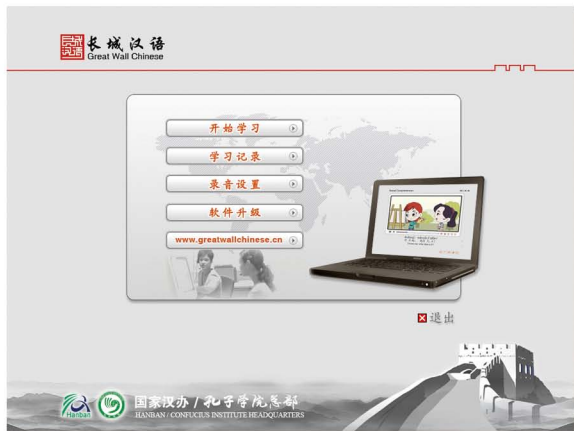 长城汉语
Great Wall Chinese
开始学习
学习记录
录音设置
软件升级
www.greatwallchinese.cn
退出
Hanban
国家汉办/孔子学院总部
HANBAN / CONFUCIUS INSTITUTE HEADQUARTERS